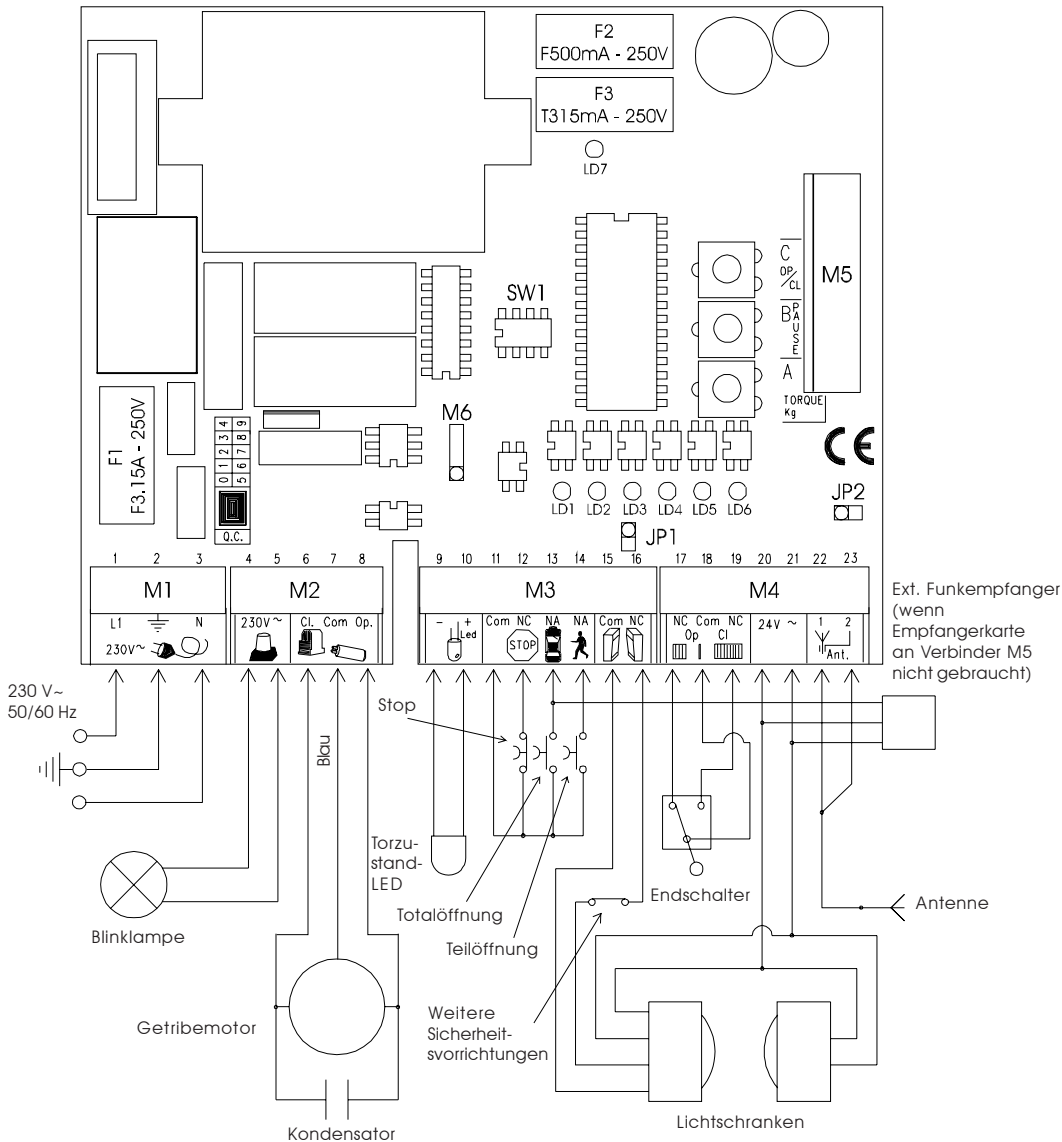 F2
F500mA - 250V
F3
T315mA - 250V
LD7
C
OP/CL
B
PAUSE
A
TORQUE
Kg
M5
SW1
M6
F1
F3.15A - 250V
0 1 2 3 4
5 6 7 8 9
Q.C.
LD1 LD2 LD3 LD4 LD5 LD6
JP1
CE
JP2
1 2 3 4 5 6 7 8 9 10 11 12 13 14 15 16 17 18 19 20 21 22 23
M1 M2 M3 M4
L1 N
230V~
230V ~
Cl. Com Op.
- +
Led
Com NC NA NA Com NC
STOP
NC Com NC
Op Cl
24V ~
1 2
Ant.
Ext. Funkempfanger
(wenn
Empfangerkarte
an Verbinder M5
nicht gebraucht)
230 V~
50/60 Hz
Blau
Stop
Torzu-
stand-
LED
Totalöffnung
Teilöffnung
Endschalter
Antenne
Blinklampe
Getribemotor
Weitere
Sicherheit-
svorrichtungen
Kondensator
Lichtschranken